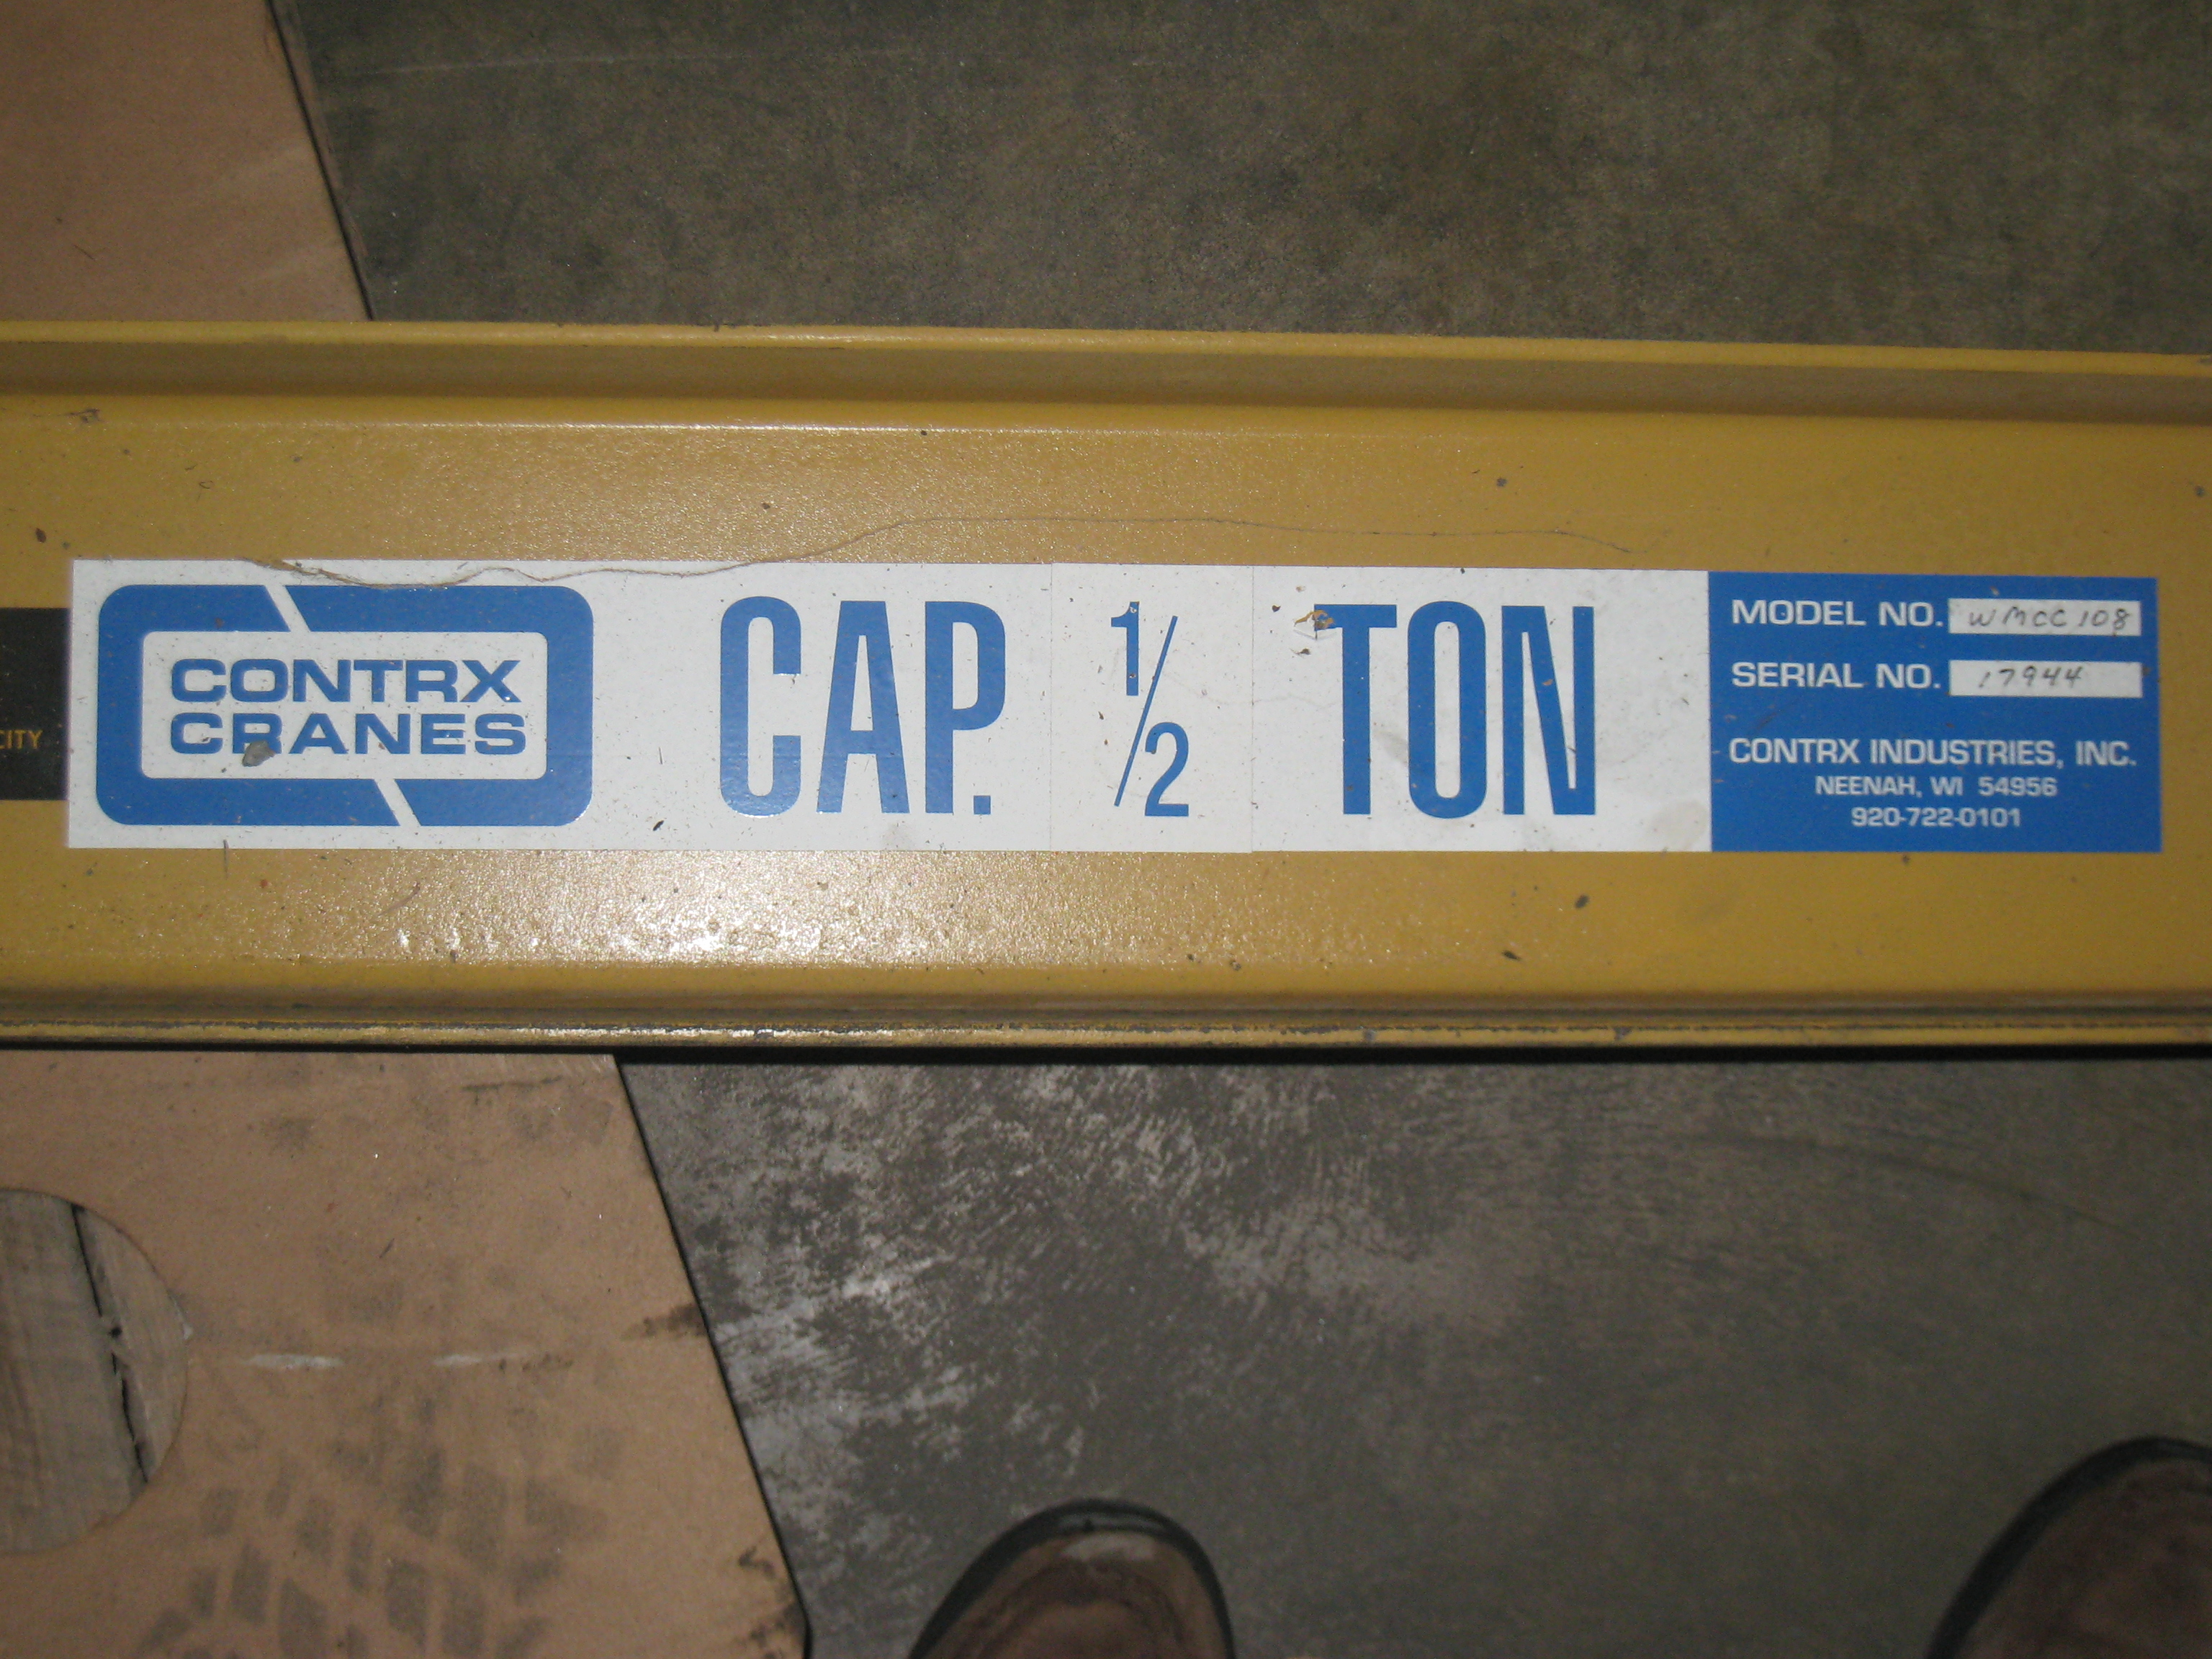 CITY
CONTRX
CRANES
CAP. 1/2 TON
MODEL NO. WMCC108
SERIAL NO. 17944
CONTRX INDUSTRIES, INC.
NEENAH, WI 54956
920-722-0101